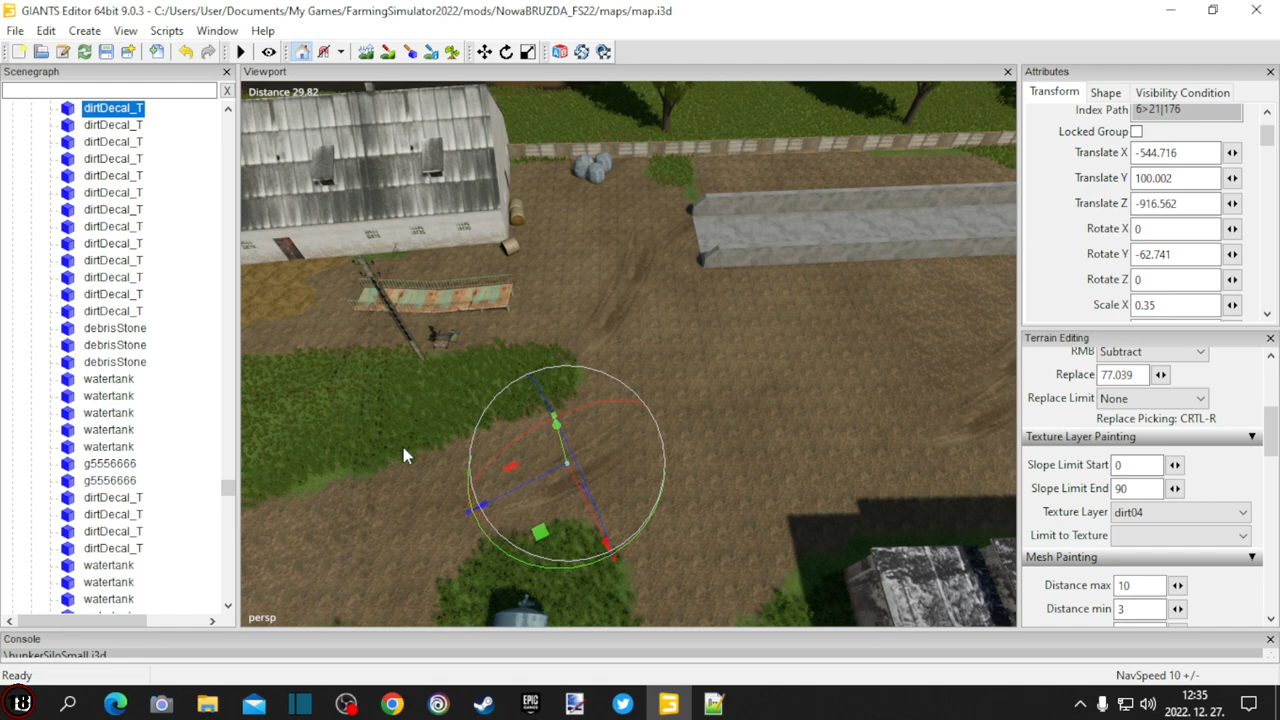 GIANTS Editor 64bit 9.0.3 - C:/Users/User/Documents/My Games/FarmingSimulator2022/mods/NowaBRUZDA_FS22/maps/map.i3d
File Edit Create View Scripts Window Help
Scenegraph
X
dirtDecal_T
dirtDecal_T
dirtDecal_T
dirtDecal_T
dirtDecal_T
dirtDecal_T
dirtDecal_T
dirtDecal_T
dirtDecal_T
dirtDecal_T
dirtDecal_T
dirtDecal_T
dirtDecal_T
debrisStone
debrisStone
debrisStone
watertank
watertank
watertank
watertank
watertank
g5556666
g5556666
dirtDecal_T
dirtDecal_T
dirtDecal_T
dirtDecal_T
watertank
watertank
watertank
Viewport
Distance 29,82
persp
Attributes
Transform Shape Visibility Condition
Index Path 6>21|176
Locked Group
Translate X -544.716
Translate Y 100.002
Translate Z -916.562
Rotate X 0
Rotate Y -62.741
Rotate Z 0
Scale X 0.35
Terrain Editing
RMB Subtract
Replace 77.039
Replace Limit None
Replace Picking: CRTL-R
Texture Layer Painting
Slope Limit Start 0
Slope Limit End 90
Texture Layer dirt04
Limit to Texture
Mesh Painting
Distance max 10
Distance min 3
Console
\bunkerSiloSmall.i3d
Ready
NavSpeed 10 +/-
EPIC GAMES
12:35
2022. 12. 27.